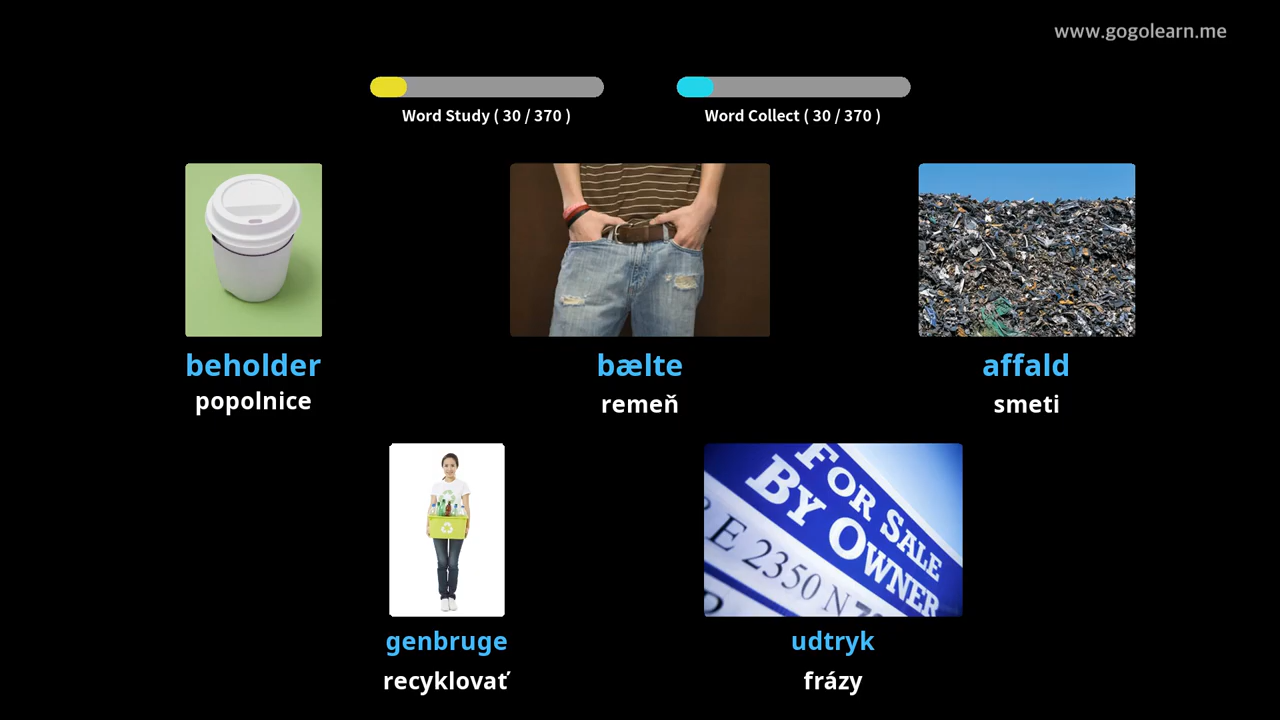 www.gogolearn.me
Word Study ( 30 / 370 )
Word Collect ( 30 / 370 )
beholder
popolnice
bælte
remeň
affald
smeti
FOR SALE
BY OWNER
E 2350 N
genbruge
recyklovať
udtryk
frázy